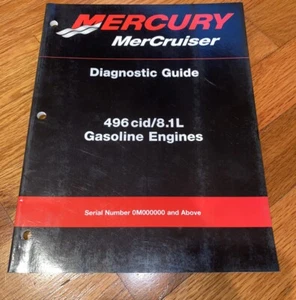 MERCURY
MerCruiser
Diagnostic Guide
496 cid/8.1L
Gasoline Engines
Serial Number 0M000000 and Above